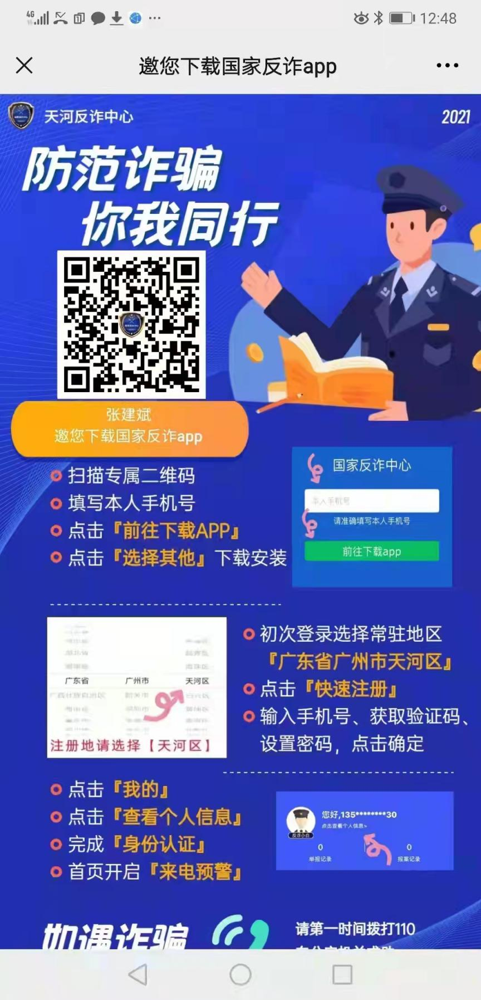 4G
12:48
邀您下载国家反诈app
天河反诈中心
2021
防范诈骗
你我同行
张建斌
邀您下载国家反诈app
扫描专属二维码
填写本人手机号
点击『前往下载APP』
点击『选择其他』下载安装
国家反诈中心
本人手机号
请准确填写本人手机号
前往下载app
广东省 广州市 天河区
注册地请选择【天河区】
初次登录选择常驻地区
『广东省广州市天河区』
点击『快速注册』
输入手机号、获取验证码、
设置密码，点击确定
点击『我的』
点击『查看个人信息』
完成『身份认证』
首页开启『来电预警』
您好,135********30
点击查看个人信息>
反诈小白
0 0
举报记录 报案记录
如遇诈骗
请第一时间拨打110